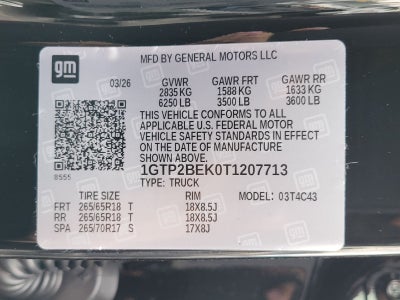 gm
MFD BY GENERAL MOTORS LLC
03/26 GVWR GAWR FRT GAWR RR
2835 KG 1588 KG 1633 KG
6250 LB 3500 LB 3600 LB
THIS VEHICLE CONFORMS TO ALL
APPLICABLE U.S. FEDERAL MOTOR
VEHICLE SAFETY STANDARDS IN EFFECT
ON THE DATE OF MANUFACTURE SHOWN ABOVE.
1GTP2BEK0T1207713
8555 TYPE: TRUCK
TIRE SIZE RIM MODEL: 03T4C43
FRT 265/65R18 T 18X8.5J
RR 265/65R18 T 18X8.5J
SPA 265/70R17 S 17X8J